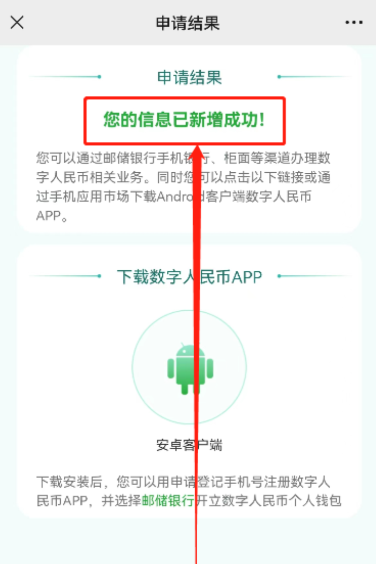 申请结果
申请结果
您的信息已新增成功!
您可以通过邮储银行手机银行、柜面等渠道办理数
字人民币相关业务。同时您可以点击以下链接或通
过手机应用市场下载Android客户端数字人民币
APP。
下载数字人民币APP
安卓客户端
下载安装后，您可以用申请登记手机号注册数字人
民币APP，并选择邮储银行开立数字人民币个人钱包